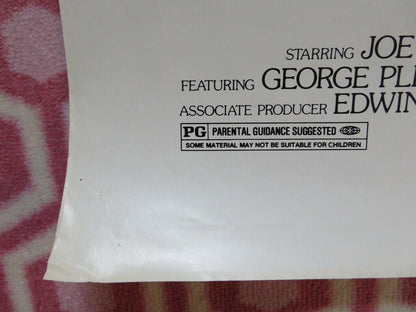 STARRING JOE
FEATURING GEORGE PLI
ASSOCIATE PRODUCER EDWIN
PG PARENTAL GUIDANCE SUGGESTED
SOME MATERIAL MAY NOT BE SUITABLE FOR CHILDREN